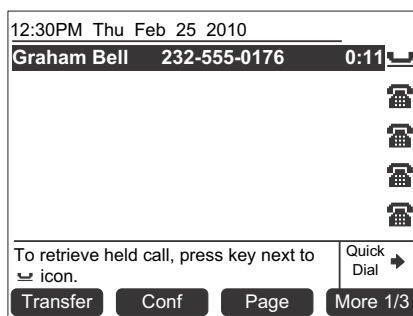 12:30PM Thu Feb 25 2010
Graham Bell 232-555-0176 0:11
To retrieve held call, press key next to
icon.
Quick
Dial
Transfer Conf Page More 1/3